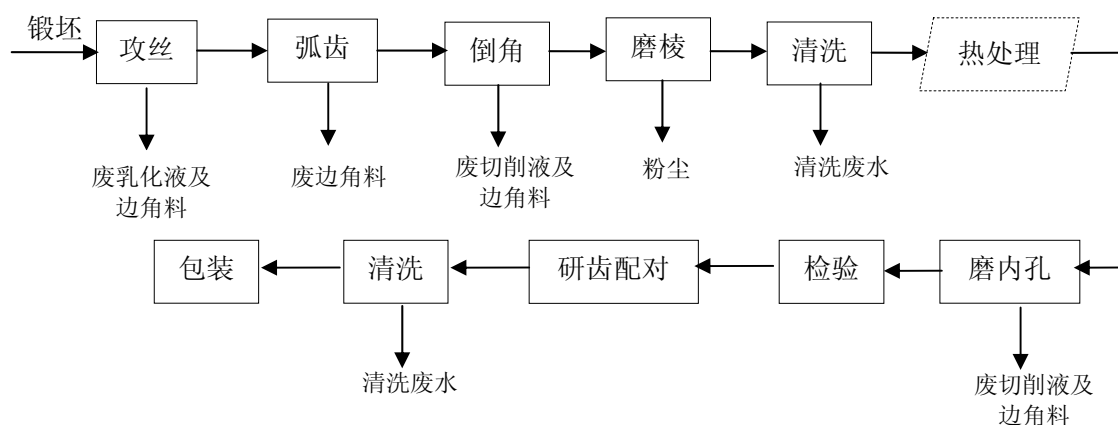 锻坯
攻丝
弧齿
倒角
磨棱
清洗
热处理
废乳化液及
边角料
废边角料
废切削液及
边角料
粉尘
清洗废水
包装
清洗
研齿配对
检验
磨内孔
清洗废水
废切削液及
边角料